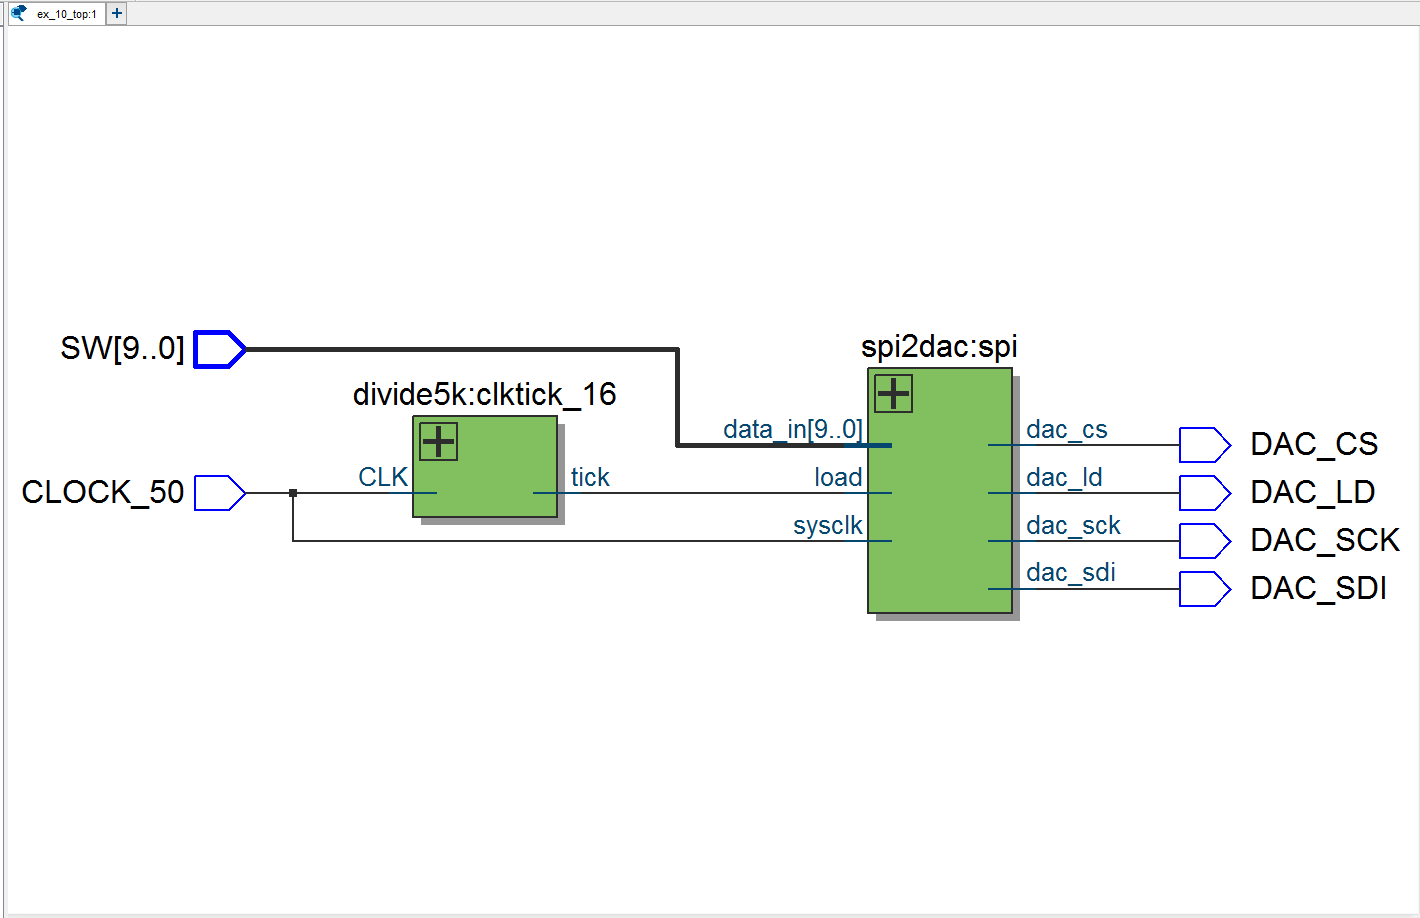 ex_10_top:1
SW[9..0]
divide5k:clktick_16
CLOCK_50
CLK
tick
spi2dac:spi
data_in[9..0]
load
sysclk
dac_cs
dac_ld
dac_sck
dac_sdi
DAC_CS
DAC_LD
DAC_SCK
DAC_SDI